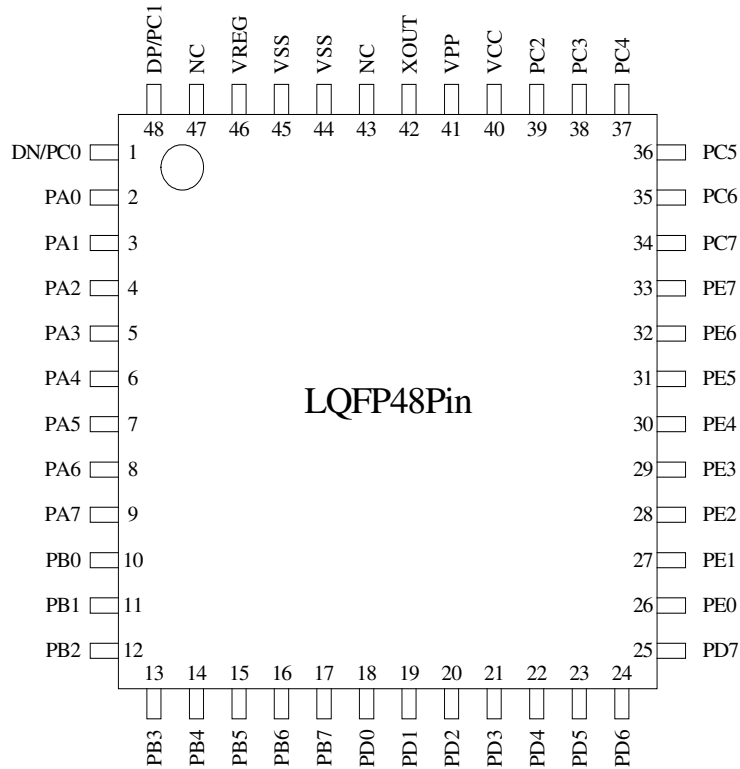 DP/PC1 NC VREG VSS VSS NC XOUT VPP VCC PC2 PC3 PC4
48 47 46 45 44 43 42 41 40 39 38 37
DN/PC0 1 36 PC5
PA0 2 35 PC6
PA1 3 34 PC7
PA2 4 33 PE7
PA3 5 32 PE6
PA4 6 31 PE5
LQFP48Pin
PA5 7 30 PE4
PA6 8 29 PE3
PA7 9 28 PE2
PB0 10 27 PE1
PB1 11 26 PE0
PB2 12 25 PD7
13 14 15 16 17 18 19 20 21 22 23 24
PB3 PB4 PB5 PB6 PB7 PD0 PD1 PD2 PD3 PD4 PD5 PD6